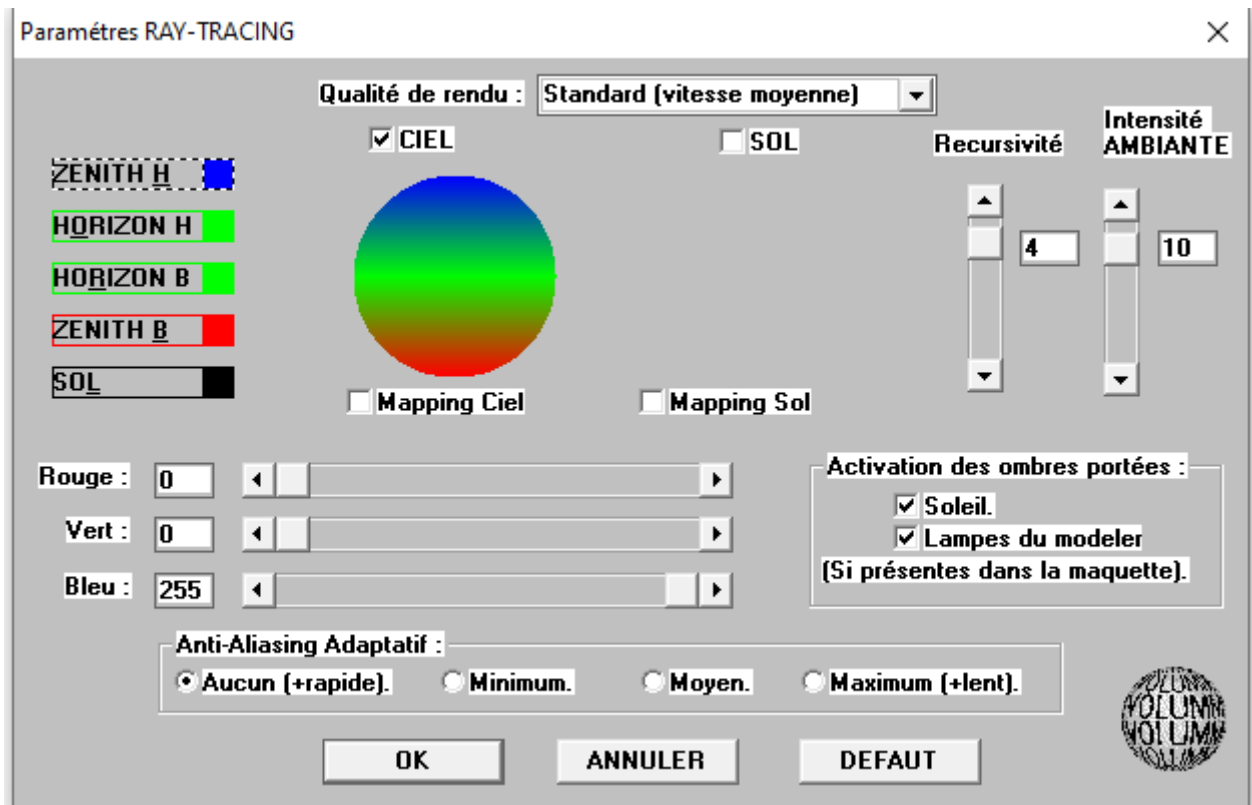 Paramétres RAY-TRACING
Qualité de rendu : Standard (vitesse moyenne)
CIEL
SOL
Recursivité
Intensité
AMBIANTE
ZENITH H
HORIZON H
HORIZON B
ZENITH B
SOL
4
10
Mapping Ciel
Mapping Sol
Rouge : 0
Vert : 0
Bleu : 255
Activation des ombres portées :
Soleil.
Lampes du modeler
(Si présentes dans la maquette).
Anti-Aliasing Adaptatif :
Aucun (+rapide). Minimum. Moyen. Maximum (+lent).
OK ANNULER DEFAUT